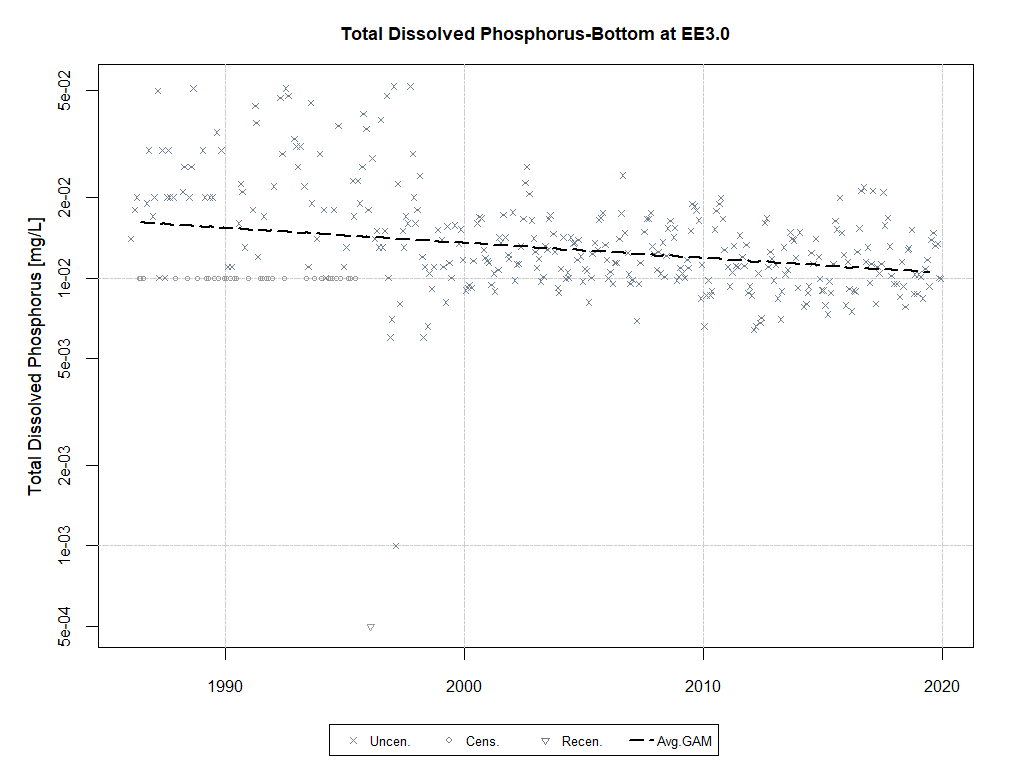 Total Dissolved Phosphorus-Bottom at EE3.0
Total Dissolved Phosphorus [mg/L]
5e-02
2e-02
1e-02
5e-03
2e-03
1e-03
5e-04
1990 2000 2010 2020
Uncen. Cens. Recen. Avg.GAM